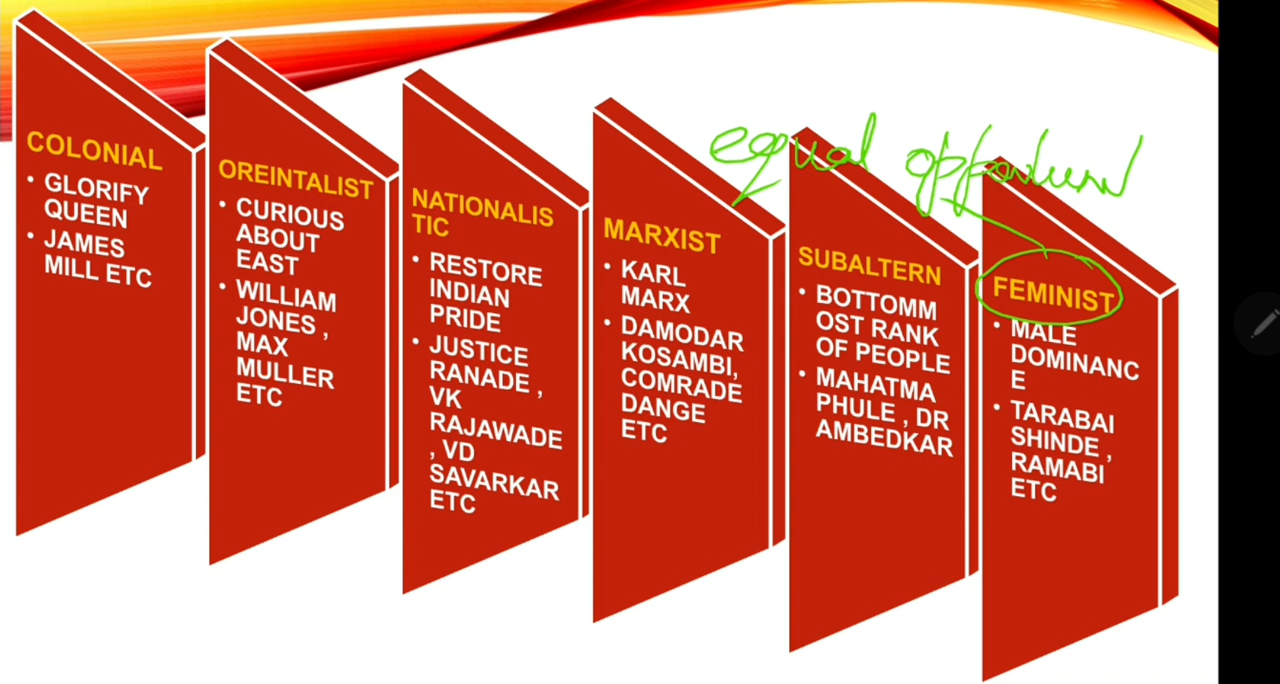 COLONIAL
• GLORIFY
QUEEN
• JAMES
MILL ETC
OREINTALIST
• CURIOUS
ABOUT
EAST
• WILLIAM
JONES ,
MAX
MULLER
ETC
NATIONALIS
TIC
• RESTORE
INDIAN
PRIDE
• JUSTICE
RANADE ,
VK
RAJAWADE
, VD
SAVARKAR
ETC
MARXIST
• KARL
MARX
• DAMODAR
KOSAMBI,
COMRADE
DANGE
ETC
SUBALTERN
• BOTTOMM
OST RANK
OF PEOPLE
• MAHATMA
PHULE , DR
AMBEDKAR
equal
FEMINIST
• MALE
DOMINANC
E
• TARABAI
SHINDE ,
RAMABI
ETC